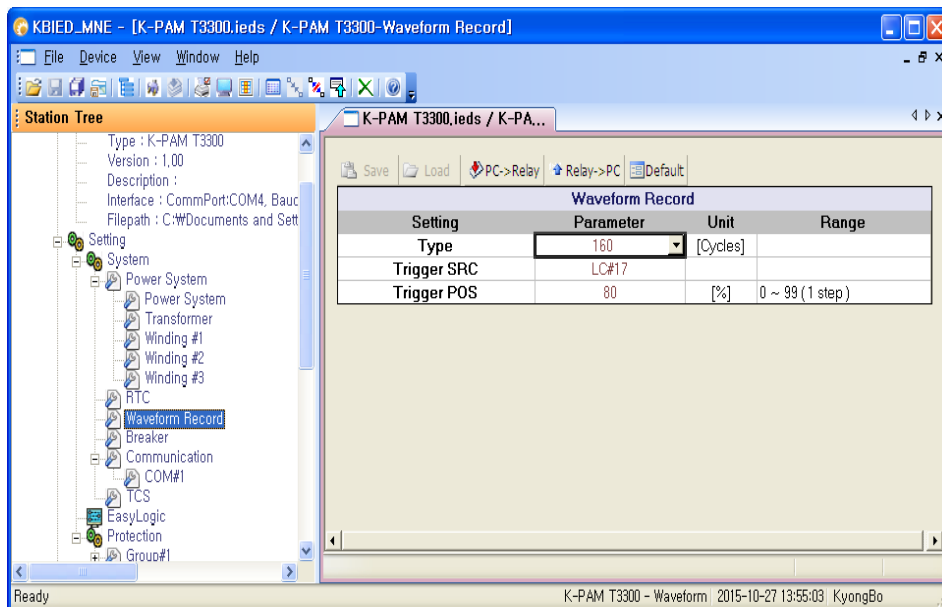 KBIED_MNE - [K-PAM T3300.ieds / K-PAM T3300-Waveform Record]
File Device View Window Help
Station Tree
K-PAM T3300,ieds / K-PA...
Type : K-PAM T3300
Version : 1,00
Description :
Interface : CommPort:COM4, Baud
Filepath : C:₩Documents and Sett
Setting
System
Power System
Power System
Transformer
Winding #1
Winding #2
Winding #3
RTC
Waveform Record
Breaker
Communication
COM#1
TCS
EasyLogic
Protection
Group#1
Save Load PC->Relay Relay->PC Default
Waveform Record
Setting Parameter Unit Range
Type 160 [Cycles]
Trigger SRC LC#17
Trigger POS 80 [%] 0 ~ 99 (1 step )
Ready K-PAM T3300 - Waveform 2015-10-27 13:55:03 KyongBo